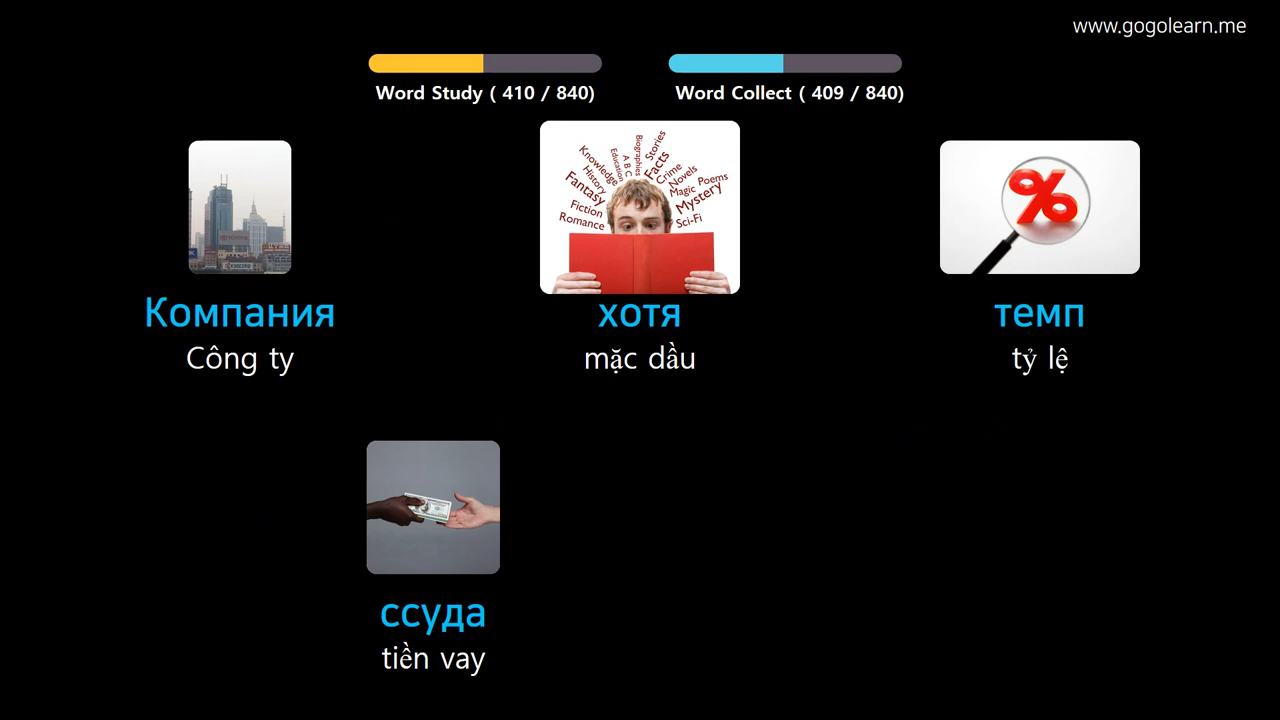 www.gogolearn.me
Word Study ( 410 / 840)
Word Collect ( 409 / 840)
Knowledge
History
Fantasy
Fiction
Romance
Education
A B C
Biographies
Stories
Facts
Crime
Novels
Magic
Poems
Mystery
Sci-Fi
%
Компания
Công ty
хотя
mặc dầu
темп
tỷ lệ
ссуда
tiền vay